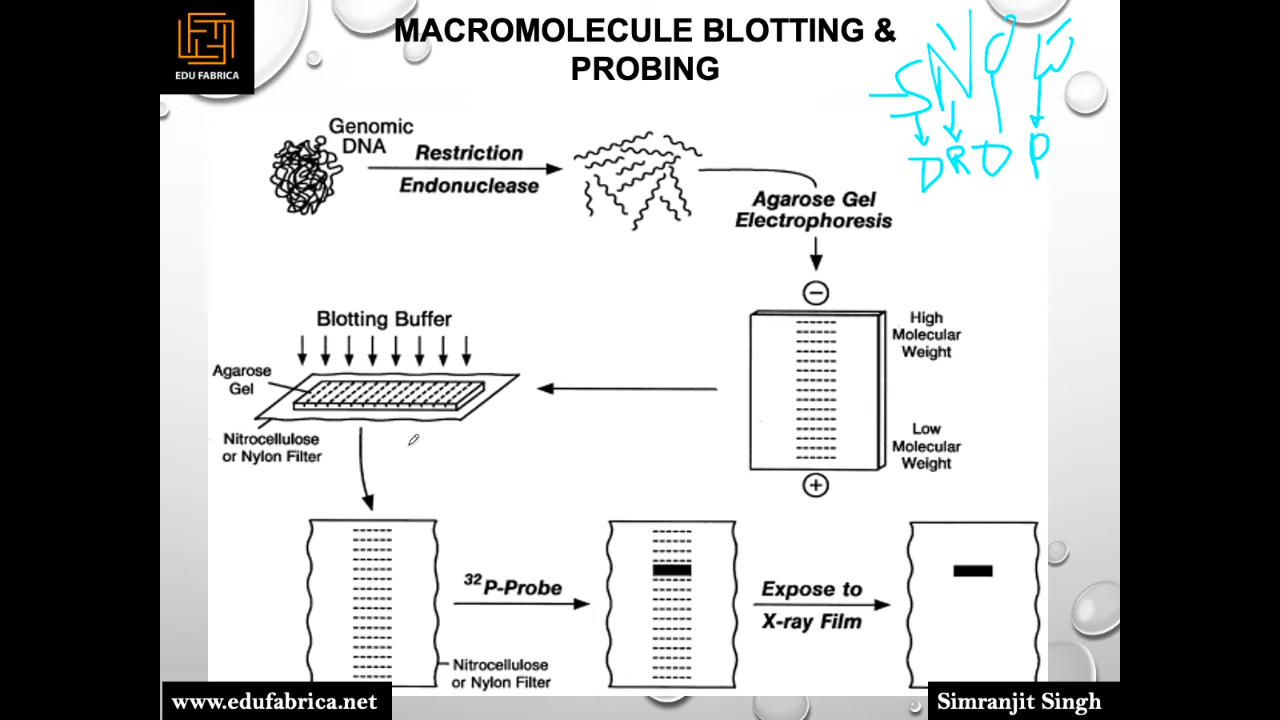 EDU FABRICA
MACROMOLECULE BLOTTING &
PROBING
SNOW
DROP
Genomic
DNA
Restriction
Endonuclease
Agarose Gel
Electrophoresis
−
High
Molecular
Weight
Low
Molecular
Weight
+
Blotting Buffer
Agarose
Gel
Nitrocellulose
or Nylon Filter
³²P-Probe
Nitrocellulose
or Nylon Filter
Expose to
X-ray Film
www.edufabrica.net
Simranjit Singh